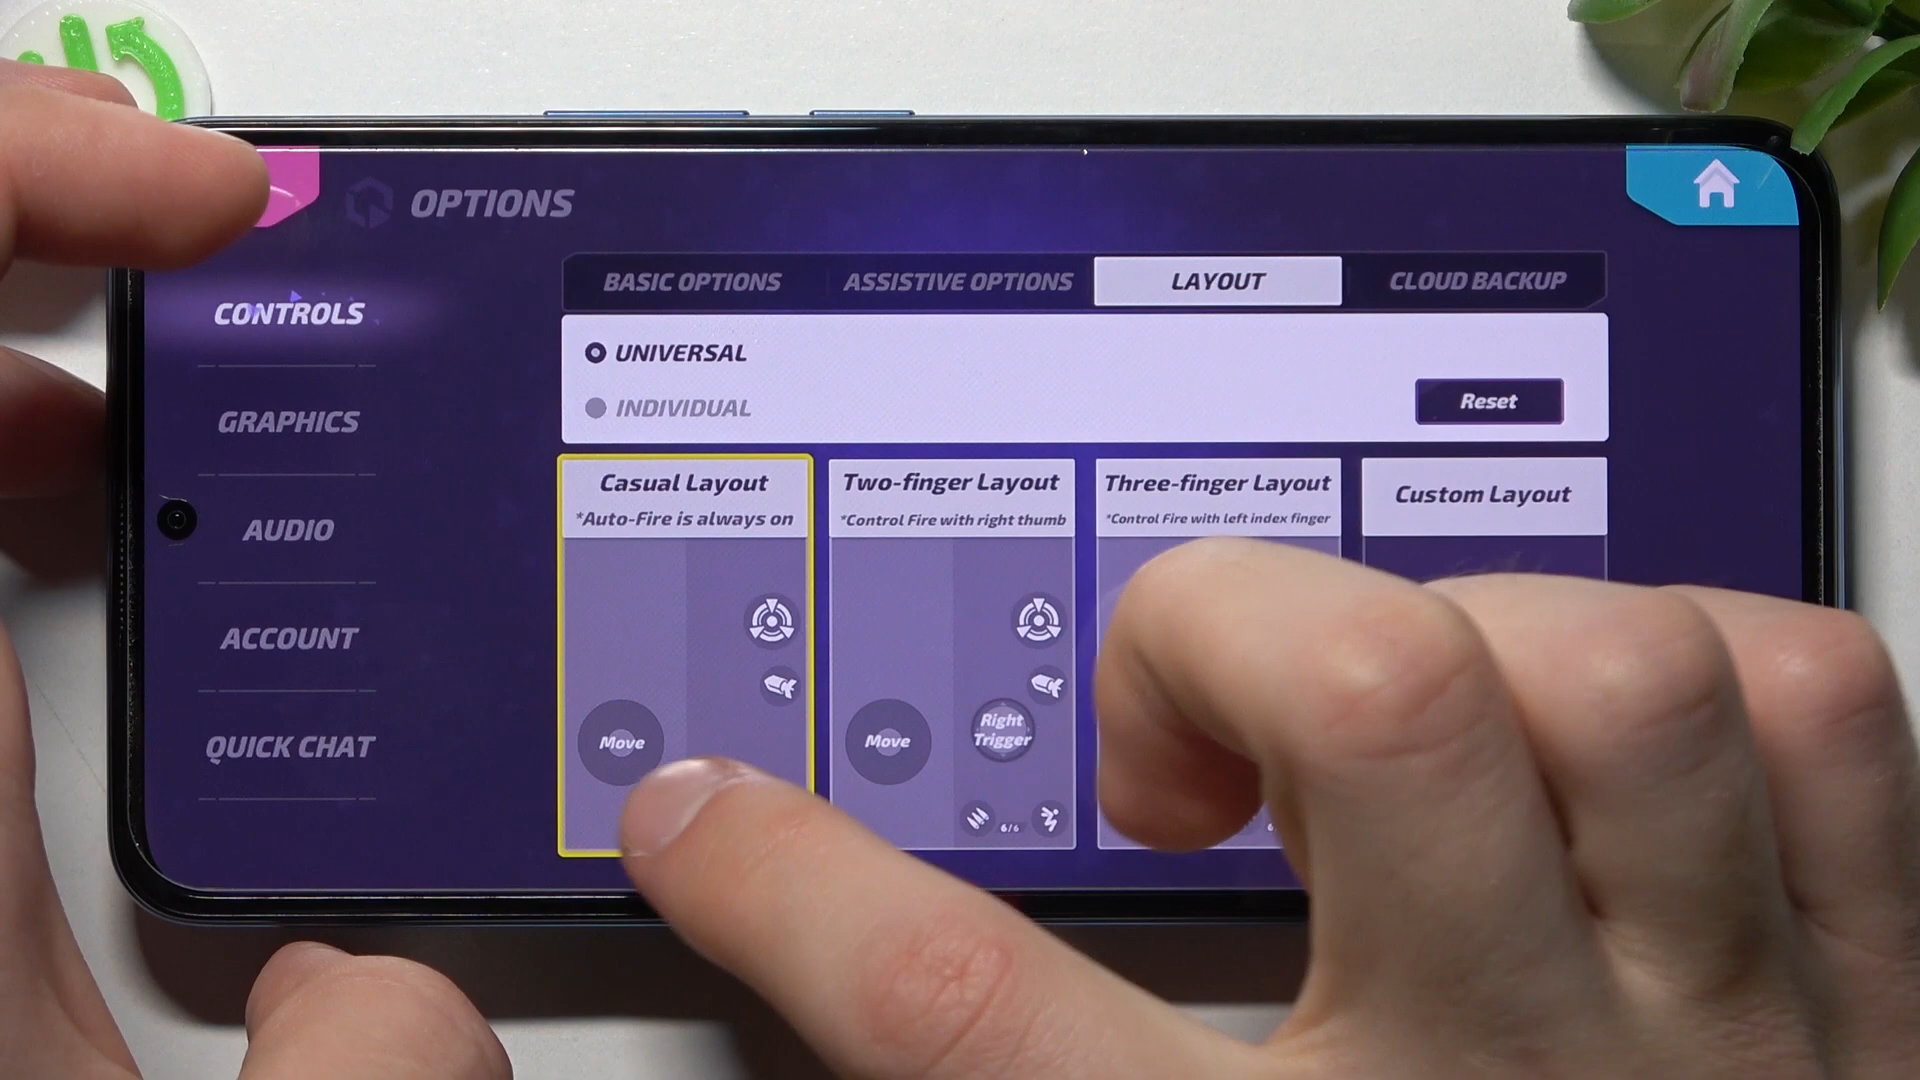 OPTIONS
CONTROLS
GRAPHICS
AUDIO
ACCOUNT
QUICK CHAT
BASIC OPTIONS
ASSISTIVE OPTIONS
LAYOUT
CLOUD BACKUP
UNIVERSAL
INDIVIDUAL
Reset
Casual Layout
*Auto-Fire is always on
Move
Two-finger Layout
*Control Fire with right thumb
Move
Right
Trigger
6/6
Three-finger Layout
*Control Fire with left index finger
Custom Layout